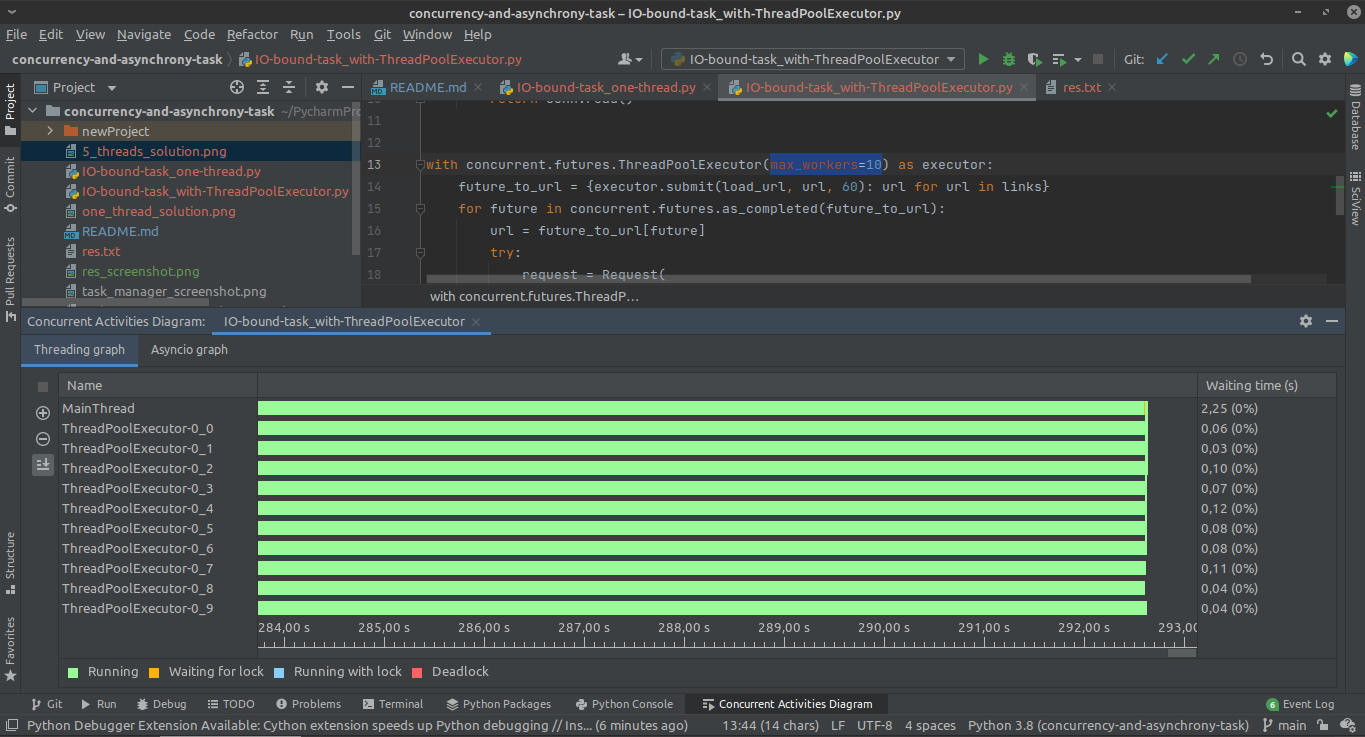 concurrency-and-asynchrony-task – IO-bound-task_with-ThreadPoolExecutor.py
File Edit View Navigate Code Refactor Run Tools Git Window Help
concurrency-and-asynchrony-task IO-bound-task_with-ThreadPoolExecutor.py IO-bound-task_with-ThreadPoolExecutor Git:
Project
Commit
Pull Requests
Structure
Favorites
Project
concurrency-and-asynchrony-task ~/PycharmPro
newProject
5_threads_solution.png
IO-bound-task_one-thread.py
IO-bound-task_with-ThreadPoolExecutor.py
one_thread_solution.png
README.md
res.txt
res_screenshot.png
task_manager_screenshot.png
README.md IO-bound-task_one-thread.py IO-bound-task_with-ThreadPoolExecutor.py res.txt
10 return conn.read()
11
12
13 with concurrent.futures.ThreadPoolExecutor(max_workers=10) as executor:
14 future_to_url = {executor.submit(load_url, url, 60): url for url in links}
15 for future in concurrent.futures.as_completed(future_to_url):
16 url = future_to_url[future]
17 try:
18 request = Request(
with concurrent.futures.ThreadP...
Database
SciView
Concurrent Activities Diagram: IO-bound-task_with-ThreadPoolExecutor
Threading graph Asyncio graph
Name Waiting time (s)
MainThread 2,25 (0%)
ThreadPoolExecutor-0_0 0,06 (0%)
ThreadPoolExecutor-0_1 0,03 (0%)
ThreadPoolExecutor-0_2 0,10 (0%)
ThreadPoolExecutor-0_3 0,07 (0%)
ThreadPoolExecutor-0_4 0,12 (0%)
ThreadPoolExecutor-0_5 0,08 (0%)
ThreadPoolExecutor-0_6 0,08 (0%)
ThreadPoolExecutor-0_7 0,11 (0%)
ThreadPoolExecutor-0_8 0,04 (0%)
ThreadPoolExecutor-0_9 0,04 (0%)
284,00 s 285,00 s 286,00 s 287,00 s 288,00 s 289,00 s 290,00 s 291,00 s 292,00 s 293,00
Running Waiting for lock Running with lock Deadlock
Git Run Debug TODO Problems Terminal Python Packages Python Console Concurrent Activities Diagram 6 Event Log
Python Debugger Extension Available: Cython extension speeds up Python debugging // Ins... (6 minutes ago) 13:44 (14 chars) LF UTF-8 4 spaces Python 3.8 (concurrency-and-asynchrony-task) main